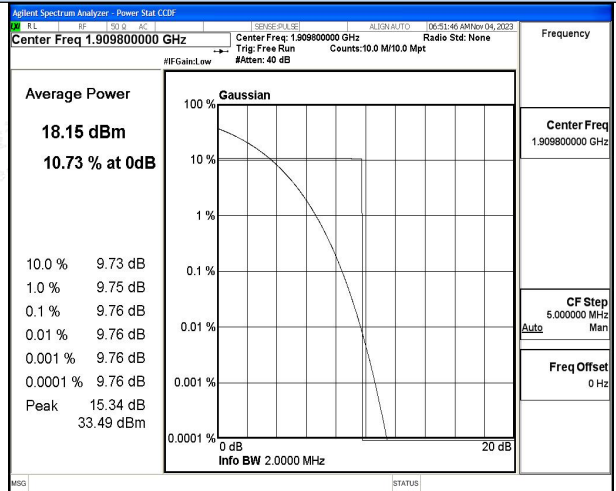 Agilent Spectrum Analyzer - Power Stat CCDF
RL RF 50 Ω AC SENSE:PULSE ALIGN AUTO 06:51:46 AM Nov 04, 2023
Center Freq 1.909800000 GHz
Center Freq: 1.909800000 GHz Radio Std: None
Trig: Free Run Counts:10.0 M/10.0 Mpt
#IFGain:Low #Atten: 40 dB
Frequency
Average Power
18.15 dBm
10.73 % at 0dB
10.0 % 9.73 dB
1.0 % 9.75 dB
0.1 % 9.76 dB
0.01 % 9.76 dB
0.001 % 9.76 dB
0.0001 % 9.76 dB
Peak 15.34 dB
33.49 dBm
Gaussian
100 %
10 %
1 %
0.1 %
0.01 %
0.001 %
0.0001 %
0 dB 20 dB
Info BW 2.0000 MHz
Center Freq
1.909800000 GHz
CF Step
5.000000 MHz
Auto Man
Freq Offset
0 Hz
MSG STATUS